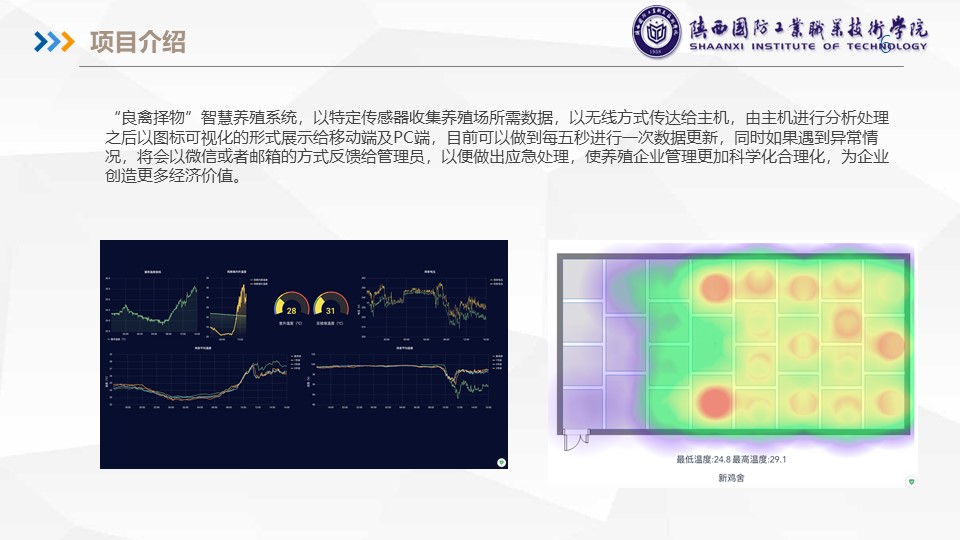 项目介绍
陕西国防工业职业技术学院
SHAANXI INSTITUTE OF TECHNOLOGY
“良禽择物”智慧养殖系统，以特定传感器收集养殖场所需数据，以无线方式传达给主机，由主机进行分析处理
之后以图标可视化的形式展示给移动端及PC端，目前可以做到每五秒进行一次数据更新，同时如果遇到异常情
况，将会以微信或者邮箱的方式反馈给管理员，以便做出应急处理，使养殖企业管理更加科学化合理化，为企业
创造更多经济价值。
28
31
最低温度:24.8 最高温度:29.1
新鸡舍